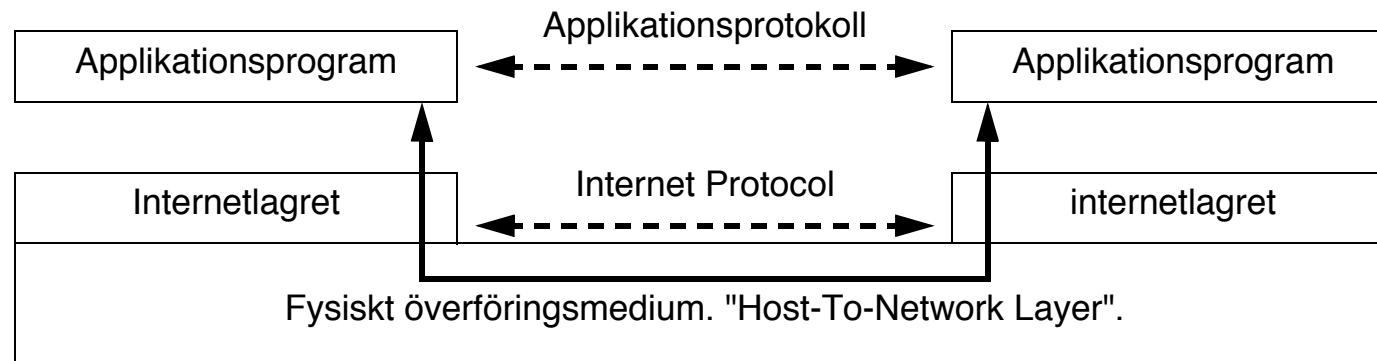 Applikationsprotokoll
Applikationsprogram
Applikationsprogram
Internet Protocol
Internetlagret
internetlagret
Fysiskt överföringsmedium. "Host-To-Network Layer".